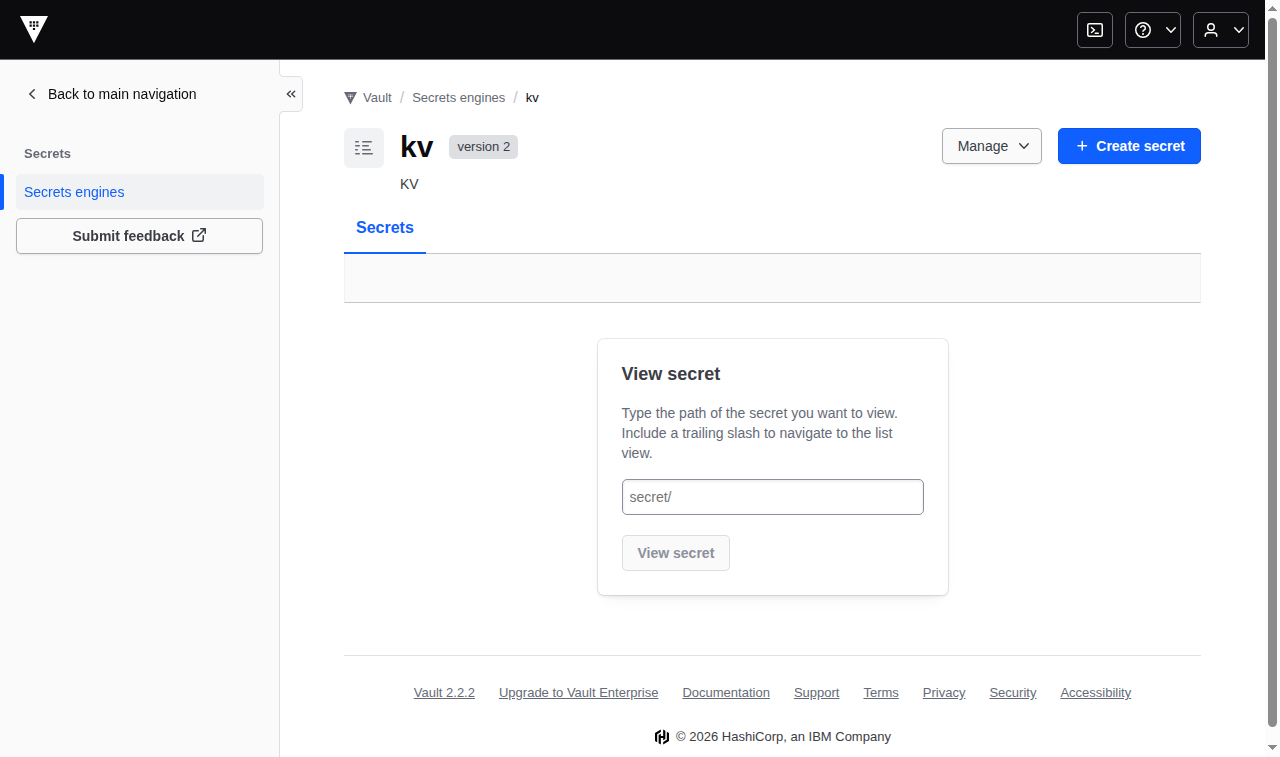 Back to main navigation
Secrets
Secrets engines
Submit feedback
Vault / Secrets engines / kv
kv version 2
KV
Manage
Create secret
Secrets
View secret
Type the path of the secret you want to view.
Include a trailing slash to navigate to the list
view.
secret/
View secret
Vault 2.2.2 Upgrade to Vault Enterprise Documentation Support Terms Privacy Security Accessibility
© 2026 HashiCorp, an IBM Company